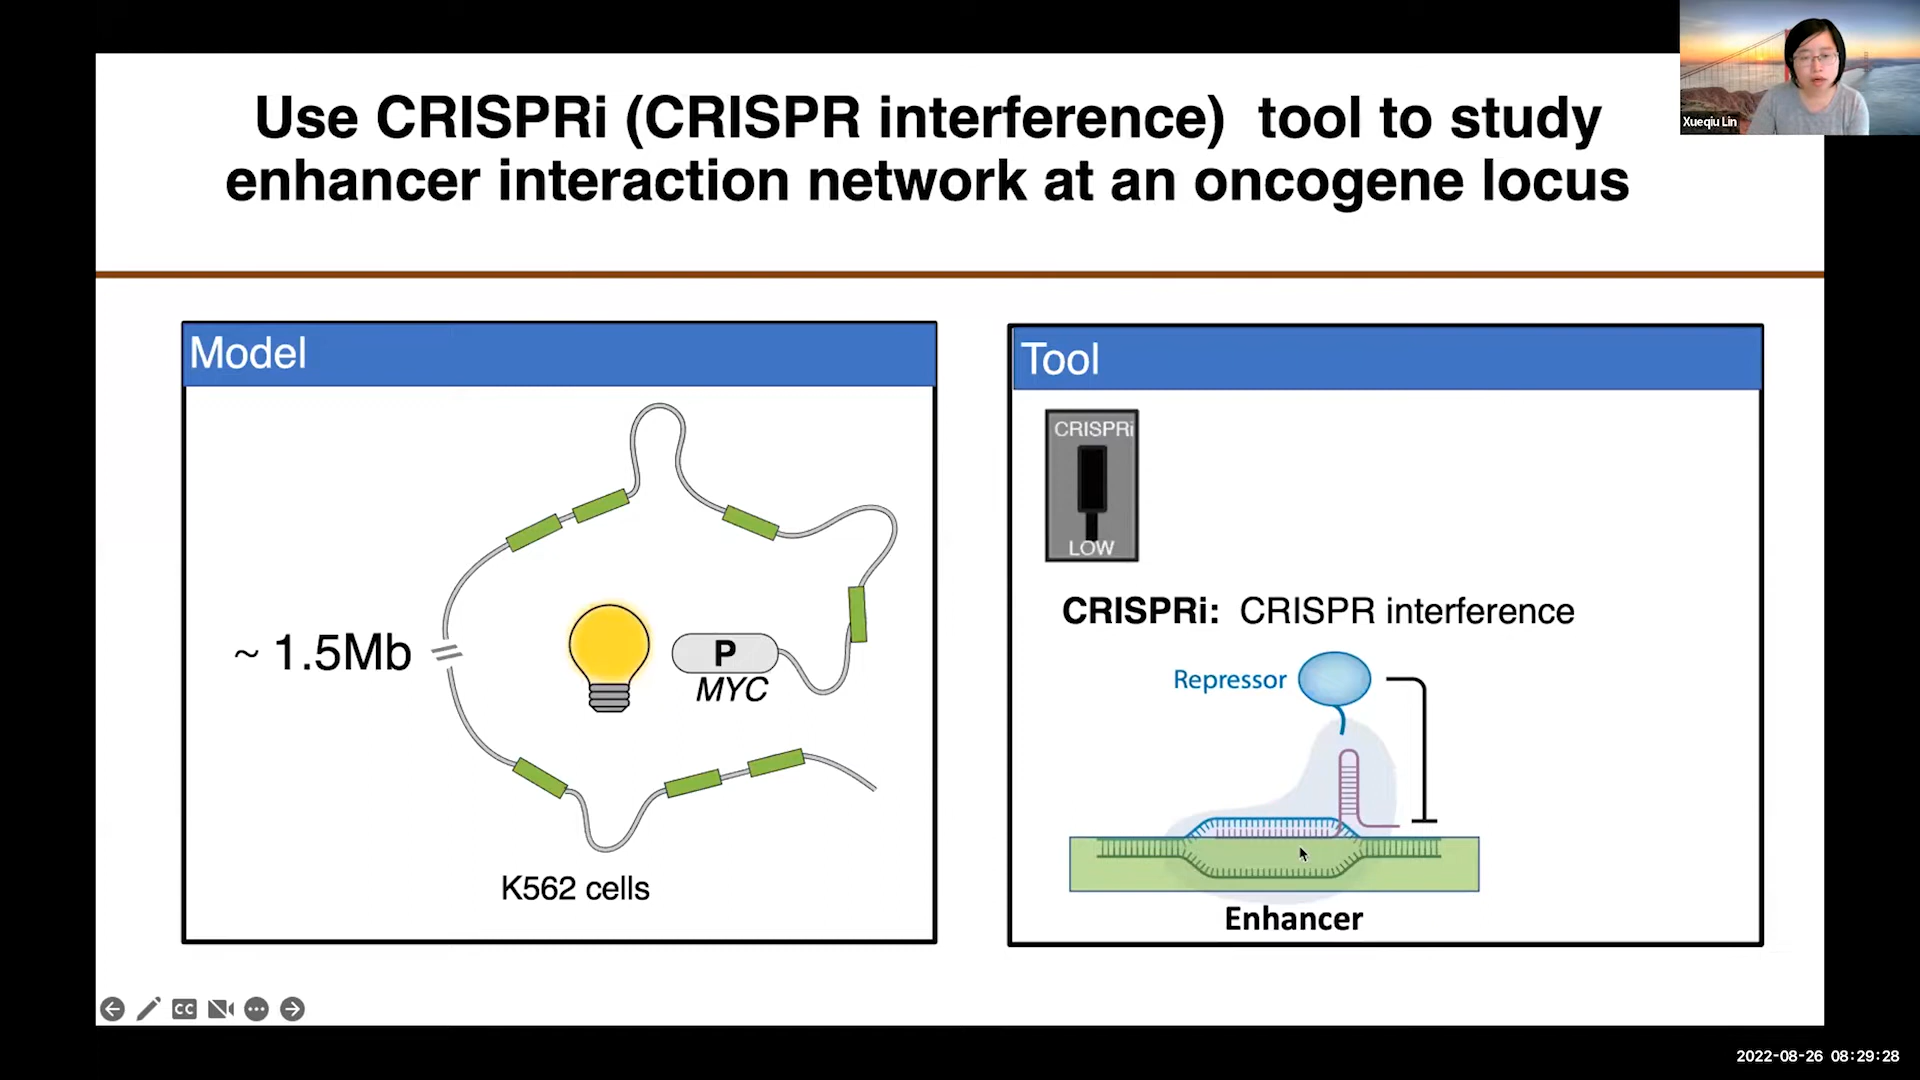 Use CRISPRi (CRISPR interference) tool to study
enhancer interaction network at an oncogene locus
Xueqiu Lin
Model
~ 1.5Mb
P
MYC
K562 cells
Tool
CRISPRi
LOW
CRISPRi: CRISPR interference
Repressor
Enhancer
CC
2022-08-26 08:29:28